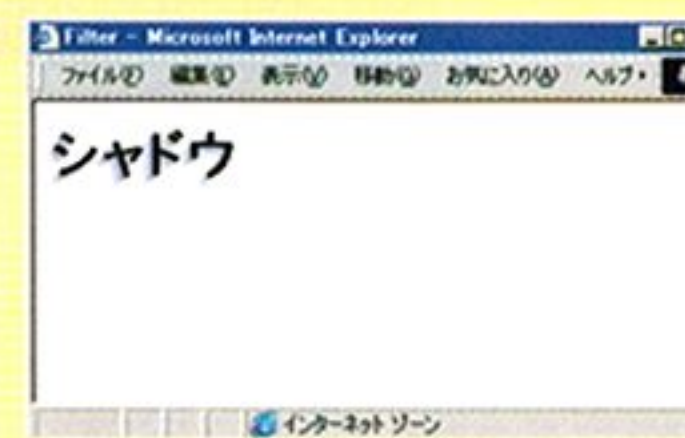 Filter - Microsoft Internet Explorer
ファイル(F) 編集(E) 表示(V) 移動(G) お気に入り(A) ヘルプ
シャドウ
インターネット ゾーン